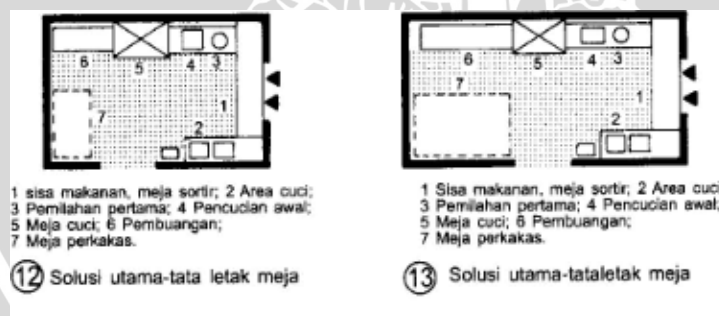 6
5
4 3
1
7
2
1 sisa makanan, meja sortir; 2 Area cuci;
3 Pemilahan pertama; 4 Pencucian awal;
5 Meja cuci; 6 Pembuangan;
7 Meja perkakas.
12 Solusi utama-tata letak meja
6
5
4 3
7
1
2
1 Sisa makanan, meja sortir; 2 Area cuci
3 Pemilahan pertama; 4 Pencucian awal;
5 Meja cuci; 6 Pembuangan;
7 Meja perkakas.
13 Solusi utama-tataletak meja